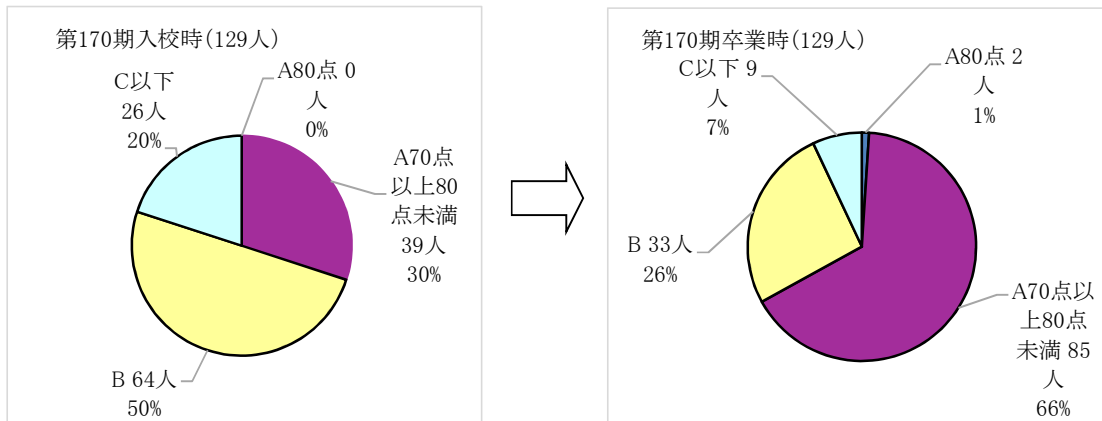 第170期入校時(129人)
A80点 0
人
0%
C以下
26人
20%
A70点
以上80
点未満
39人
30%
B 64人
50%
第170期卒業時(129人)
C以下 9
人
7%
A80点 2
人
1%
B 33人
26%
A70点以
上80点
未満 85
人
66%